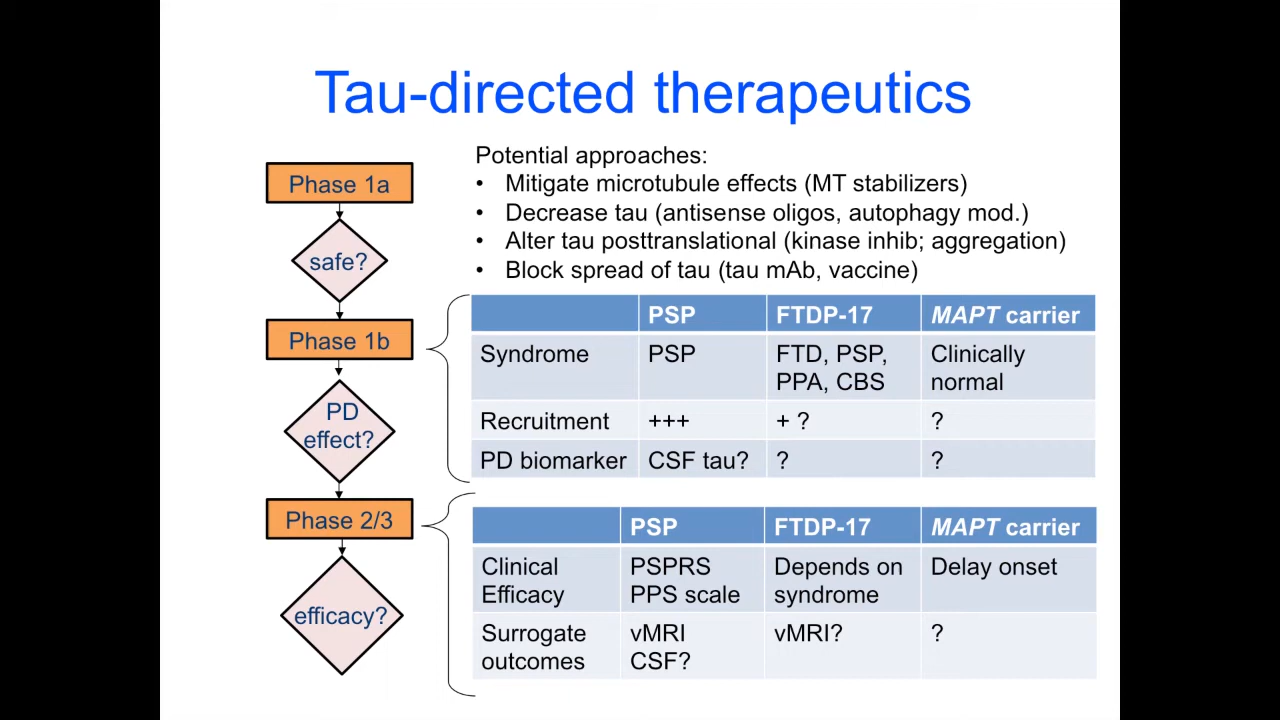 Tau-directed therapeutics
Potential approaches:
• Mitigate microtubule effects (MT stabilizers)
• Decrease tau (antisense oligos, autophagy mod.)
• Alter tau posttranslational (kinase inhib; aggregation)
• Block spread of tau (tau mAb, vaccine)
Phase 1a
safe?
Phase 1b
PD
effect?
Phase 2/3
efficacy?
PSP FTDP-17 MAPT carrier
Syndrome PSP FTD, PSP, Clinically
PPA, CBS normal
Recruitment +++ + ? ?
PD biomarker CSF tau? ? ?
PSP FTDP-17 MAPT carrier
Clinical PSPRS Depends on Delay onset
Efficacy PPS scale syndrome
Surrogate vMRI vMRI? ?
outcomes CSF?